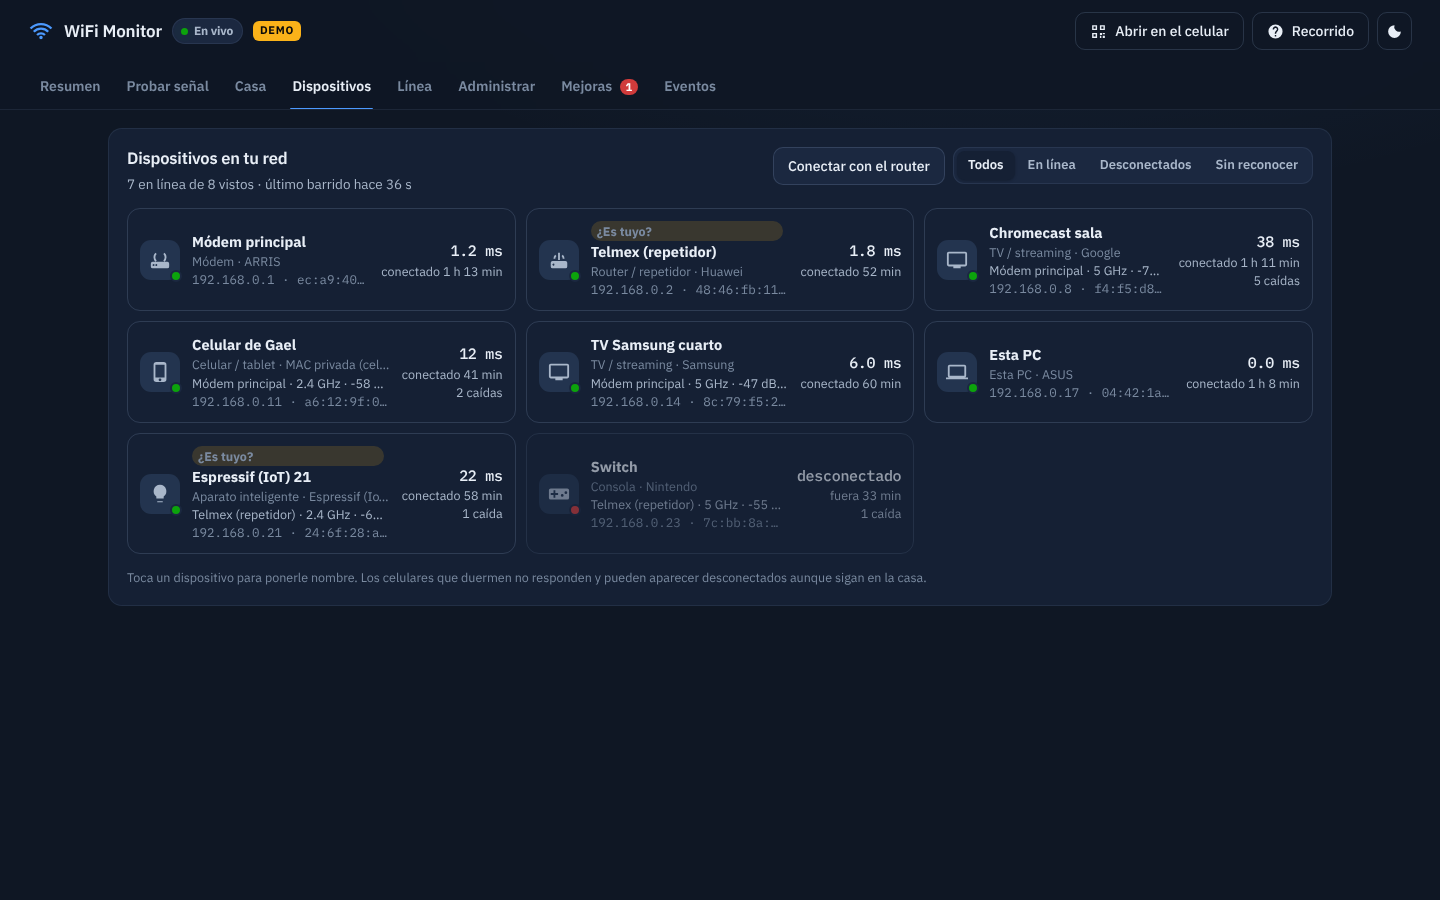 WiFi Monitor
En vivo
DEMO
Abrir en el celular
Recorrido
Resumen
Probar señal
Casa
Dispositivos
Línea
Administrar
Mejoras 1
Eventos
Dispositivos en tu red
7 en línea de 8 vistos · último barrido hace 36 s
Conectar con el router
Todos
En línea
Desconectados
Sin reconocer
Módem principal
Módem · ARRIS
192.168.0.1 · ec:a9:40…
1.2 ms
conectado 1 h 13 min
¿Es tuyo?
Telmex (repetidor)
Router / repetidor · Huawei
192.168.0.2 · 48:46:fb:11…
1.8 ms
conectado 52 min
Chromecast sala
TV / streaming · Google
Módem principal · 5 GHz · -7…
192.168.0.8 · f4:f5:d8…
38 ms
conectado 1 h 11 min
5 caídas
Celular de Gael
Celular / tablet · MAC privada (cel…
Módem principal · 2.4 GHz · -58 …
192.168.0.11 · a6:12:9f:0…
12 ms
conectado 41 min
2 caídas
TV Samsung cuarto
TV / streaming · Samsung
Módem principal · 5 GHz · -47 dB…
192.168.0.14 · 8c:79:f5:2…
6.0 ms
conectado 60 min
Esta PC
Esta PC · ASUS
192.168.0.17 · 04:42:1a…
0.0 ms
conectado 1 h 8 min
¿Es tuyo?
Espressif (IoT) 21
Aparato inteligente · Espressif (Io…
Telmex (repetidor) · 2.4 GHz · -6…
192.168.0.21 · 24:6f:28:a…
22 ms
conectado 58 min
1 caída
Switch
Consola · Nintendo
Telmex (repetidor) · 5 GHz · -55 …
192.168.0.23 · 7c:bb:8a:…
desconectado
fuera 33 min
1 caída
Toca un dispositivo para ponerle nombre. Los celulares que duermen no responden y pueden aparecer desconectados aunque sigan en la casa.